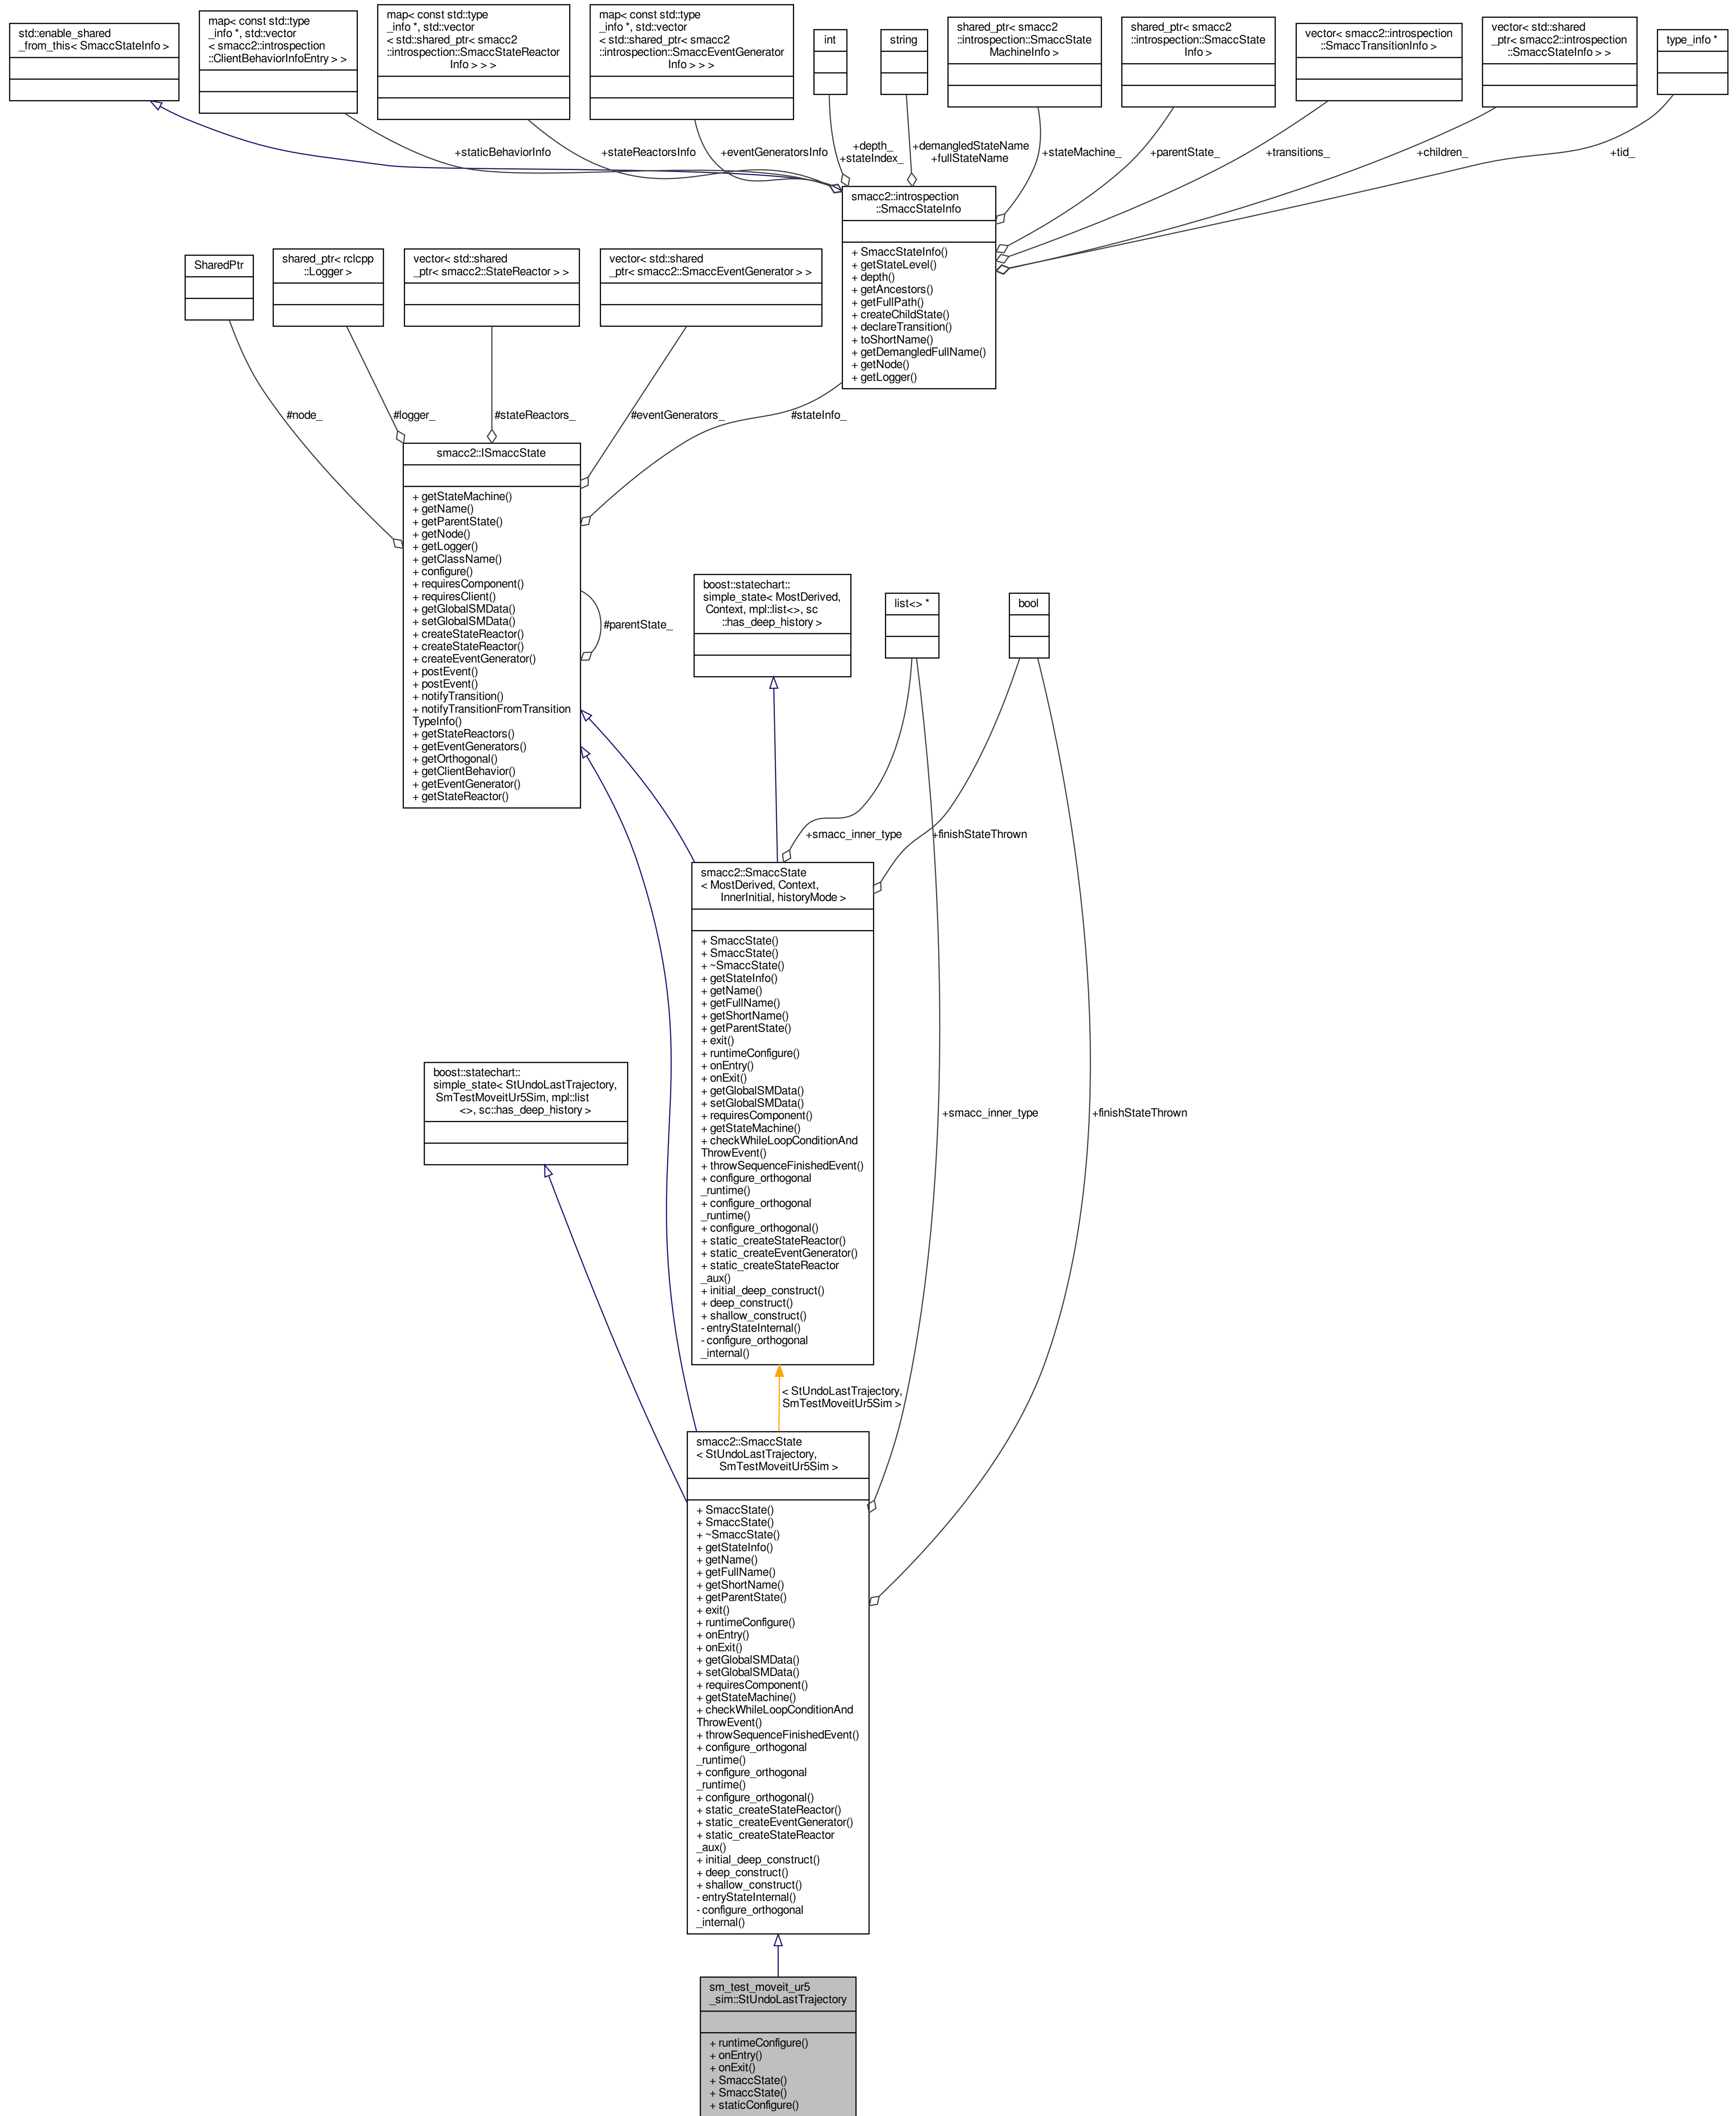 std::enable_shared
_from_this< SmaccStateInfo >
map< const std::type
_info *, std::vector
< smacc2::introspection
::ClientBehaviorInfoEntry > >
map< const std::type
_info *, std::vector
< std::shared_ptr< smacc2
::introspection::SmaccStateReactor
Info > > >
map< const std::type
_info *, std::vector
< std::shared_ptr< smacc2
::introspection::SmaccEventGenerator
Info > > >
int
string
shared_ptr< smacc2
::introspection::SmaccState
MachineInfo >
shared_ptr< smacc2
::introspection::SmaccState
Info >
vector< smacc2::introspection
::SmaccTransitionInfo >
vector< std::shared
_ptr< smacc2::introspection
::SmaccStateInfo > >
type_info *
+staticBehaviorInfo
+stateReactorsInfo
+eventGeneratorsInfo
+depth_
+stateIndex_
+demangledStateName
+fullStateName
+stateMachine_
+parentState_
+transitions_
+children_
+tid_
smacc2::introspection
::SmaccStateInfo
+ SmaccStateInfo()
+ getStateLevel()
+ depth()
+ getAncestors()
+ getFullPath()
+ createChildState()
+ declareTransition()
+ toShortName()
+ getDemangledFullName()
+ getNode()
+ getLogger()
SharedPtr
shared_ptr< rclcpp
::Logger >
vector< std::shared
_ptr< smacc2::StateReactor > >
vector< std::shared
_ptr< smacc2::SmaccEventGenerator > >
#node_
#logger_
#stateReactors_
#eventGenerators_
#stateInfo_
smacc2::ISmaccState
+ getStateMachine()
+ getName()
+ getParentState()
+ getNode()
+ getLogger()
+ getClassName()
+ configure()
+ requiresComponent()
+ requiresClient()
+ getGlobalSMData()
+ setGlobalSMData()
+ createStateReactor()
+ createStateReactor()
+ createEventGenerator()
+ postEvent()
+ postEvent()
+ notifyTransition()
+ notifyTransitionFromTransition
TypeInfo()
+ getStateReactors()
+ getEventGenerators()
+ getOrthogonal()
+ getClientBehavior()
+ getEventGenerator()
+ getStateReactor()
#parentState_
boost::statechart::
simple_state< MostDerived,
Context, mpl::list<>, sc
::has_deep_history >
list<> *
bool
+smacc_inner_type
+finishStateThrown
smacc2::SmaccState
< MostDerived, Context,
InnerInitial, historyMode >
+ SmaccState()
+ SmaccState()
+ ~SmaccState()
+ getStateInfo()
+ getName()
+ getFullName()
+ getShortName()
+ getParentState()
+ exit()
+ runtimeConfigure()
+ onEntry()
+ onExit()
+ getGlobalSMData()
+ setGlobalSMData()
+ requiresComponent()
+ getStateMachine()
+ checkWhileLoopConditionAnd
ThrowEvent()
+ throwSequenceFinishedEvent()
+ configure_orthogonal
_runtime()
+ configure_orthogonal
_runtime()
+ configure_orthogonal()
+ static_createStateReactor()
+ static_createEventGenerator()
+ static_createStateReactor
_aux()
+ initial_deep_construct()
+ deep_construct()
+ shallow_construct()
- entryStateInternal()
- configure_orthogonal
_internal()
boost::statechart::
simple_state< StUndoLastTrajectory,
SmTestMoveitUr5Sim, mpl::list
<>, sc::has_deep_history >
+smacc_inner_type
+finishStateThrown
< StUndoLastTrajectory,
SmTestMoveitUr5Sim >
smacc2::SmaccState
< StUndoLastTrajectory,
SmTestMoveitUr5Sim >
+ SmaccState()
+ SmaccState()
+ ~SmaccState()
+ getStateInfo()
+ getName()
+ getFullName()
+ getShortName()
+ getParentState()
+ exit()
+ runtimeConfigure()
+ onEntry()
+ onExit()
+ getGlobalSMData()
+ setGlobalSMData()
+ requiresComponent()
+ getStateMachine()
+ checkWhileLoopConditionAnd
ThrowEvent()
+ throwSequenceFinishedEvent()
+ configure_orthogonal
_runtime()
+ configure_orthogonal
_runtime()
+ configure_orthogonal()
+ static_createStateReactor()
+ static_createEventGenerator()
+ static_createStateReactor
_aux()
+ initial_deep_construct()
+ deep_construct()
+ shallow_construct()
- entryStateInternal()
- configure_orthogonal
_internal()
sm_test_moveit_ur5
_sim::StUndoLastTrajectory
+ runtimeConfigure()
+ onEntry()
+ onExit()
+ SmaccState()
+ SmaccState()
+ staticConfigure()